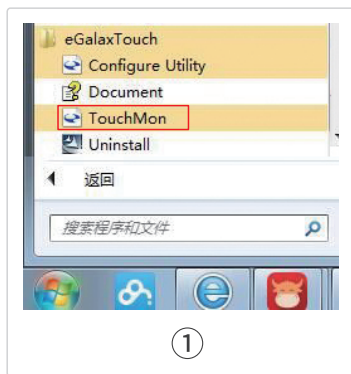 eGalaxTouch
Configure Utility
Document
TouchMon
Uninstall
返回
搜索程序和文件
①